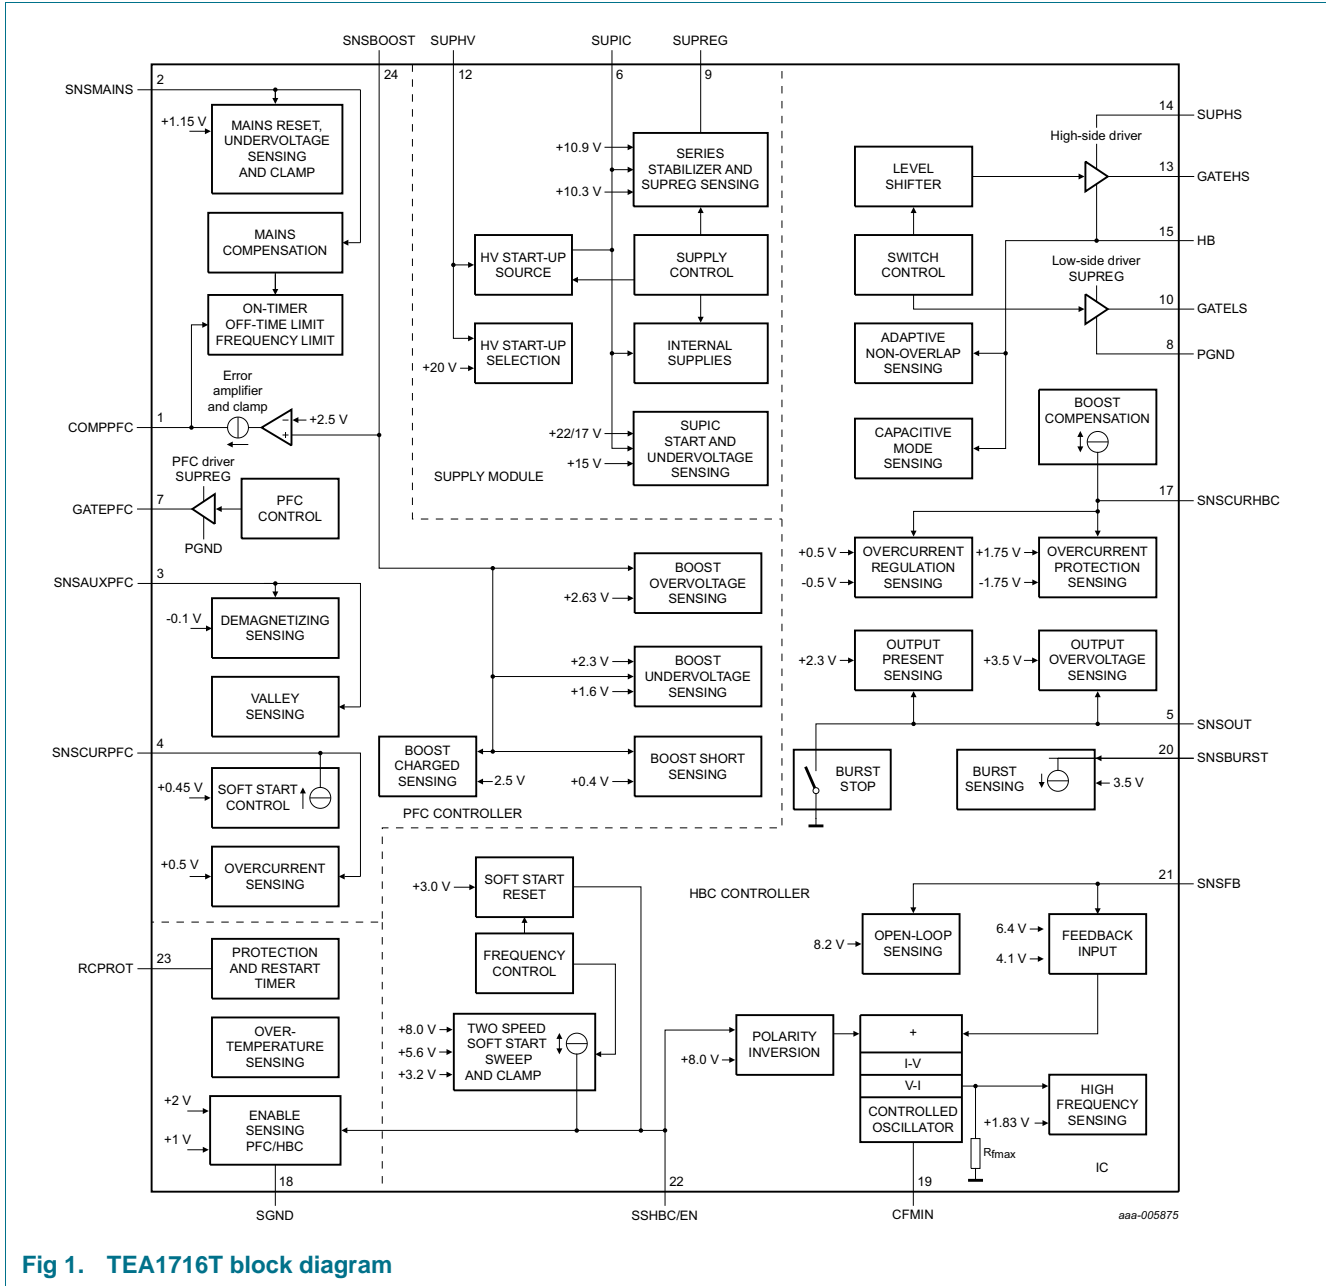 SNSBOOST
SUPHV
SUPIC
SUPREG
24
12
6
9
SNSMAINS
2
+1.15 V
MAINS RESET,
UNDERVOLTAGE
SENSING
AND CLAMP
MAINS
COMPENSATION
ON-TIMER
OFF-TIME LIMIT
FREQUENCY LIMIT
Error
amplifier
and clamp
COMPPFC
1
−
+
+2.5 V
PFC driver
SUPREG
GATEPFC
7
PGND
PFC
CONTROL
SNSAUXPFC
3
-0.1 V
DEMAGNETIZING
SENSING
VALLEY
SENSING
SNSCURPFC
4
+0.45 V
SOFT START
CONTROL
+0.5 V
OVERCURRENT
SENSING
RCPROT
23
PROTECTION
AND RESTART
TIMER
OVER-
TEMPERATURE
SENSING
+2 V
+1 V
ENABLE
SENSING
PFC/HBC
18
SGND
+10.9 V
+10.3 V
SERIES
STABILIZER AND
SUPREG SENSING
HV START-UP
SOURCE
SUPPLY
CONTROL
HV START-UP
SELECTION
+20 V
INTERNAL
SUPPLIES
+22/17 V
+15 V
SUPIC
START AND
UNDERVOLTAGE
SENSING
SUPPLY MODULE
BOOST
OVERVOLTAGE
SENSING
+2.63 V
+2.3 V
+1.6 V
BOOST
UNDERVOLTAGE
SENSING
BOOST
CHARGED
SENSING
2.5 V
+0.4 V
BOOST SHORT
SENSING
PFC CONTROLLER
14
SUPHS
High-side driver
LEVEL
SHIFTER
13
GATEHS
15
HB
SWITCH
CONTROL
Low-side driver
SUPREG
10
GATELS
8
PGND
ADAPTIVE
NON-OVERLAP
SENSING
CAPACITIVE
MODE
SENSING
BOOST
COMPENSATION
17
SNSCURHBC
+0.5 V
-0.5 V
OVERCURRENT
REGULATION
SENSING
+1.75 V
-1.75 V
OVERCURRENT
PROTECTION
SENSING
+2.3 V
OUTPUT
PRESENT
SENSING
+3.5 V
OUTPUT
OVERVOLTAGE
SENSING
5
SNSOUT
BURST
STOP
20
SNSBURST
BURST
SENSING
3.5 V
HBC CONTROLLER
21
SNSFB
+3.0 V
SOFT START
RESET
FREQUENCY
CONTROL
+8.0 V
+5.6 V
+3.2 V
TWO SPEED
SOFT START
SWEEP
AND CLAMP
22
SSHBC/EN
8.2 V
OPEN-LOOP
SENSING
6.4 V
4.1 V
FEEDBACK
INPUT
+8.0 V
POLARITY
INVERSION
+
I-V
V-I
CONTROLLED
OSCILLATOR
+1.83 V
HIGH
FREQUENCY
SENSING
Rfmax
IC
19
CFMIN
aaa-005875
Fig 1. TEA1716T block diagram